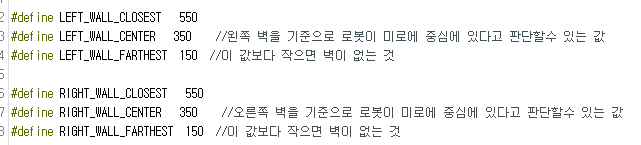 #define LEFT_WALL_CLOSEST 550
#define LEFT_WALL_CENTER 350 //왼쪽 벽을 기준으로 로봇이 미로에 중심에 있다고 판단할수 있는 값
#define LEFT_WALL_FARTHEST 150 //이 값보다 작으면 벽이 없는 것
#define RIGHT_WALL_CLOSEST 550
#define RIGHT_WALL_CENTER 350 //오른쪽 벽을 기준으로 로봇이 미로에 중심에 있다고 판단할수 있는 값
#define RIGHT_WALL_FARTHEST 150 //이 값보다 작으면 벽이 없는 것